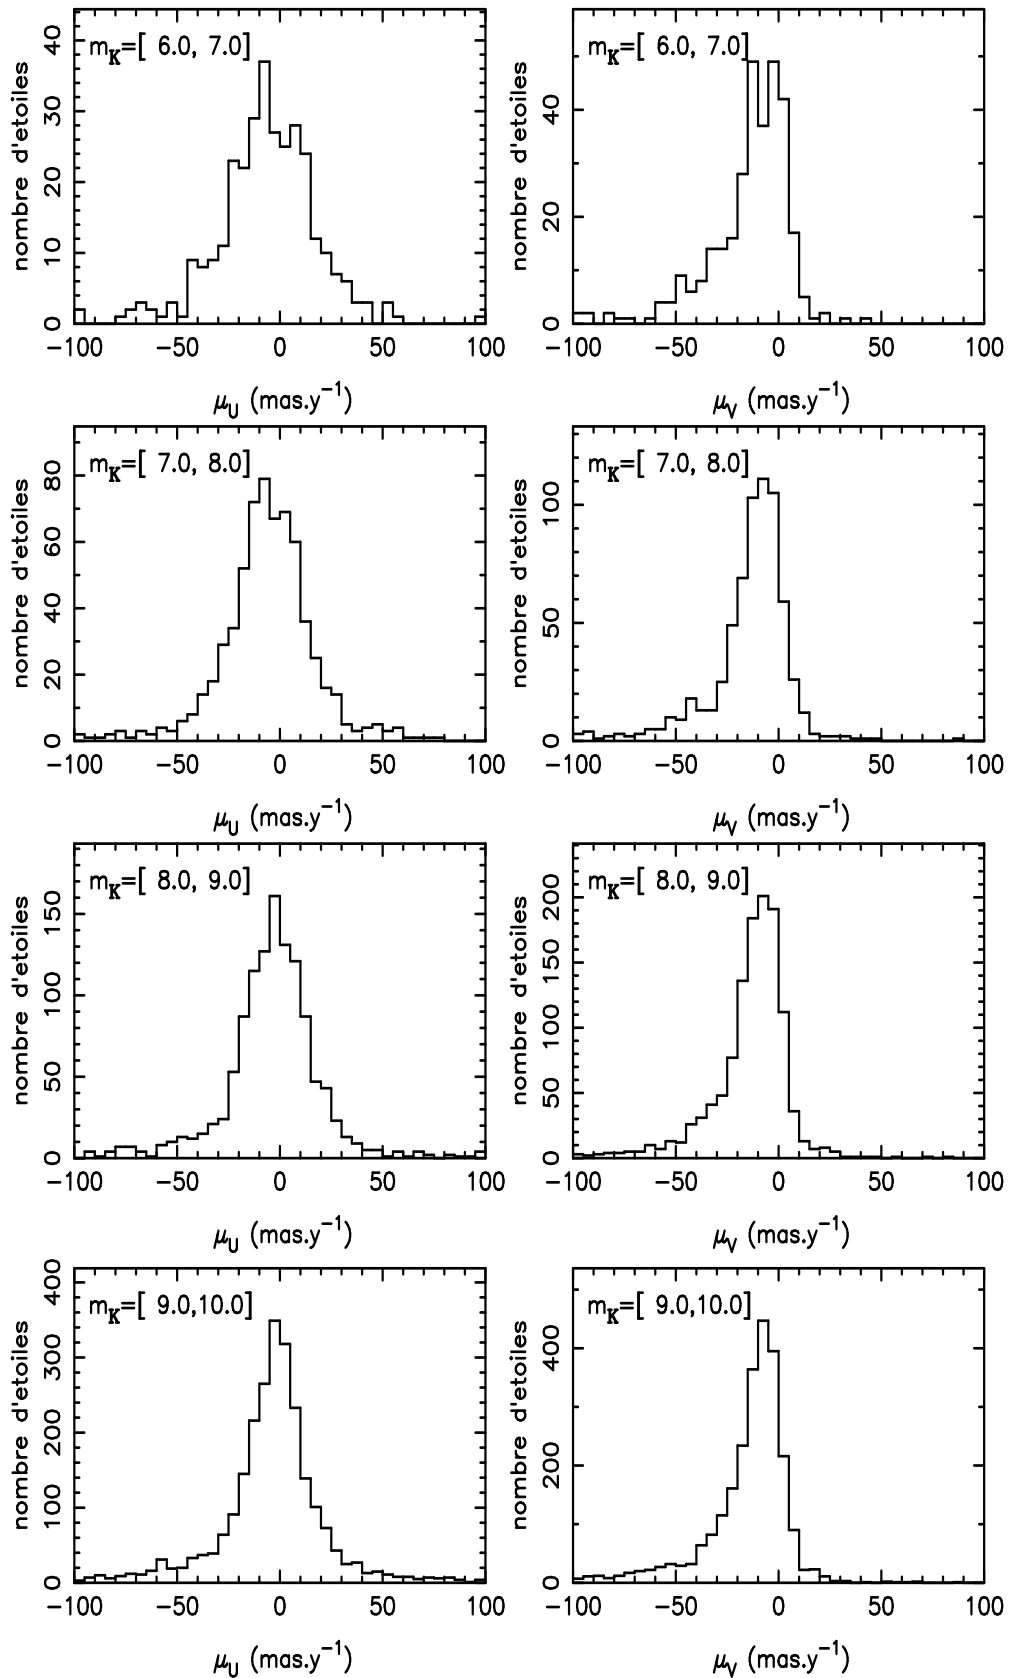 m_K=[ 6.0, 7.0]
nombre d'etoiles
0 10 20 30 40
−100 −50 0 50 100
μ_U (mas.y⁻¹)
m_K=[ 6.0, 7.0]
nombre d'etoiles
0 20 40
−100 −50 0 50 100
μ_V (mas.y⁻¹)
m_K=[ 7.0, 8.0]
nombre d'etoiles
0 20 40 60 80
−100 −50 0 50 100
μ_U (mas.y⁻¹)
m_K=[ 7.0, 8.0]
nombre d'etoiles
0 50 100
−100 −50 0 50 100
μ_V (mas.y⁻¹)
m_K=[ 8.0, 9.0]
nombre d'etoiles
0 50 100 150
−100 −50 0 50 100
μ_U (mas.y⁻¹)
m_K=[ 8.0, 9.0]
nombre d'etoiles
0 50 100 150 200
−100 −50 0 50 100
μ_V (mas.y⁻¹)
m_K=[ 9.0,10.0]
nombre d'etoiles
0 100 200 300 400
−100 −50 0 50 100
μ_U (mas.y⁻¹)
m_K=[ 9.0,10.0]
nombre d'etoiles
0 200 400
−100 −50 0 50 100
μ_V (mas.y⁻¹)